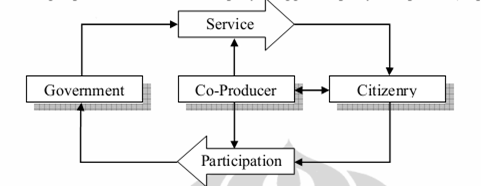 Service
Government
Co-Producer
Citizenry
Participation